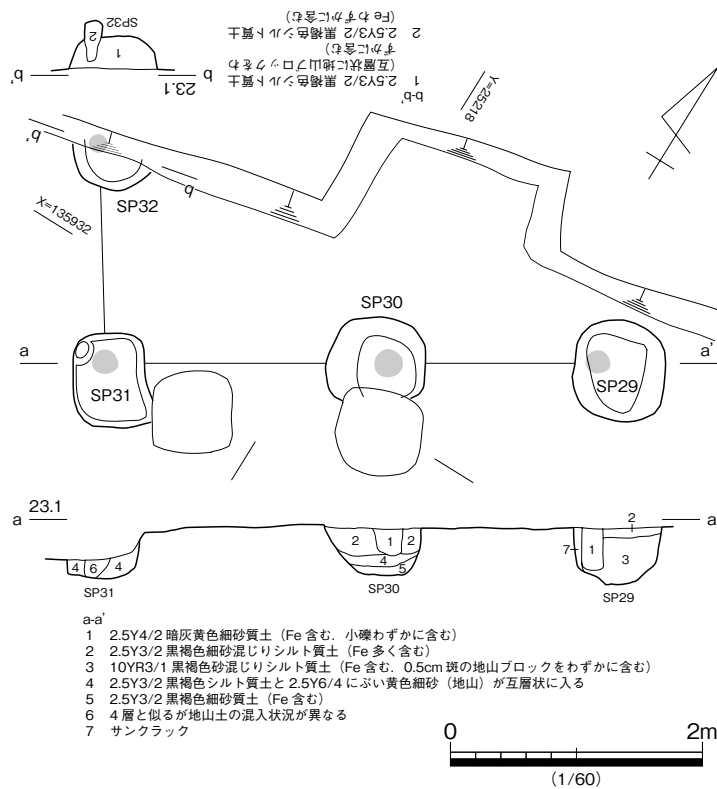 SP32
2
1
b'
b
23.1
b-b'
1 2.5Y3/2 黒褐色シルト質土
(互層状に地山ブロックをわ
ずかに含む)
2 2.5Y3/2 黒褐色シルト質土
(Fe わずかに含む)
b'
b
SP32
X=135932
Y=25218
SP30
a
a'
SP31
SP29
a
23.1
a'
4 6 4
SP31
2 1 2
4
5
SP30
7
1
2
3
SP29
a-a'
1 2.5Y4/2 暗灰黄色細砂質土（Fe 含む．小礫わずかに含む）
2 2.5Y3/2 黒褐色細砂混じりシルト質土（Fe 多く含む）
3 10YR3/1 黒褐色砂混じりシルト質土（Fe 含む．0.5cm 斑の地山ブロックをわずかに含む）
4 2.5Y3/2 黒褐色シルト質土と 2.5Y6/4 にぶい黄色細砂（地山）が互層状に入る
5 2.5Y3/2 黒褐色細砂質土（Fe 含む）
6 4 層と似るが地山土の混入状況が異なる
7 サンクラック
0
2m
(1/60)